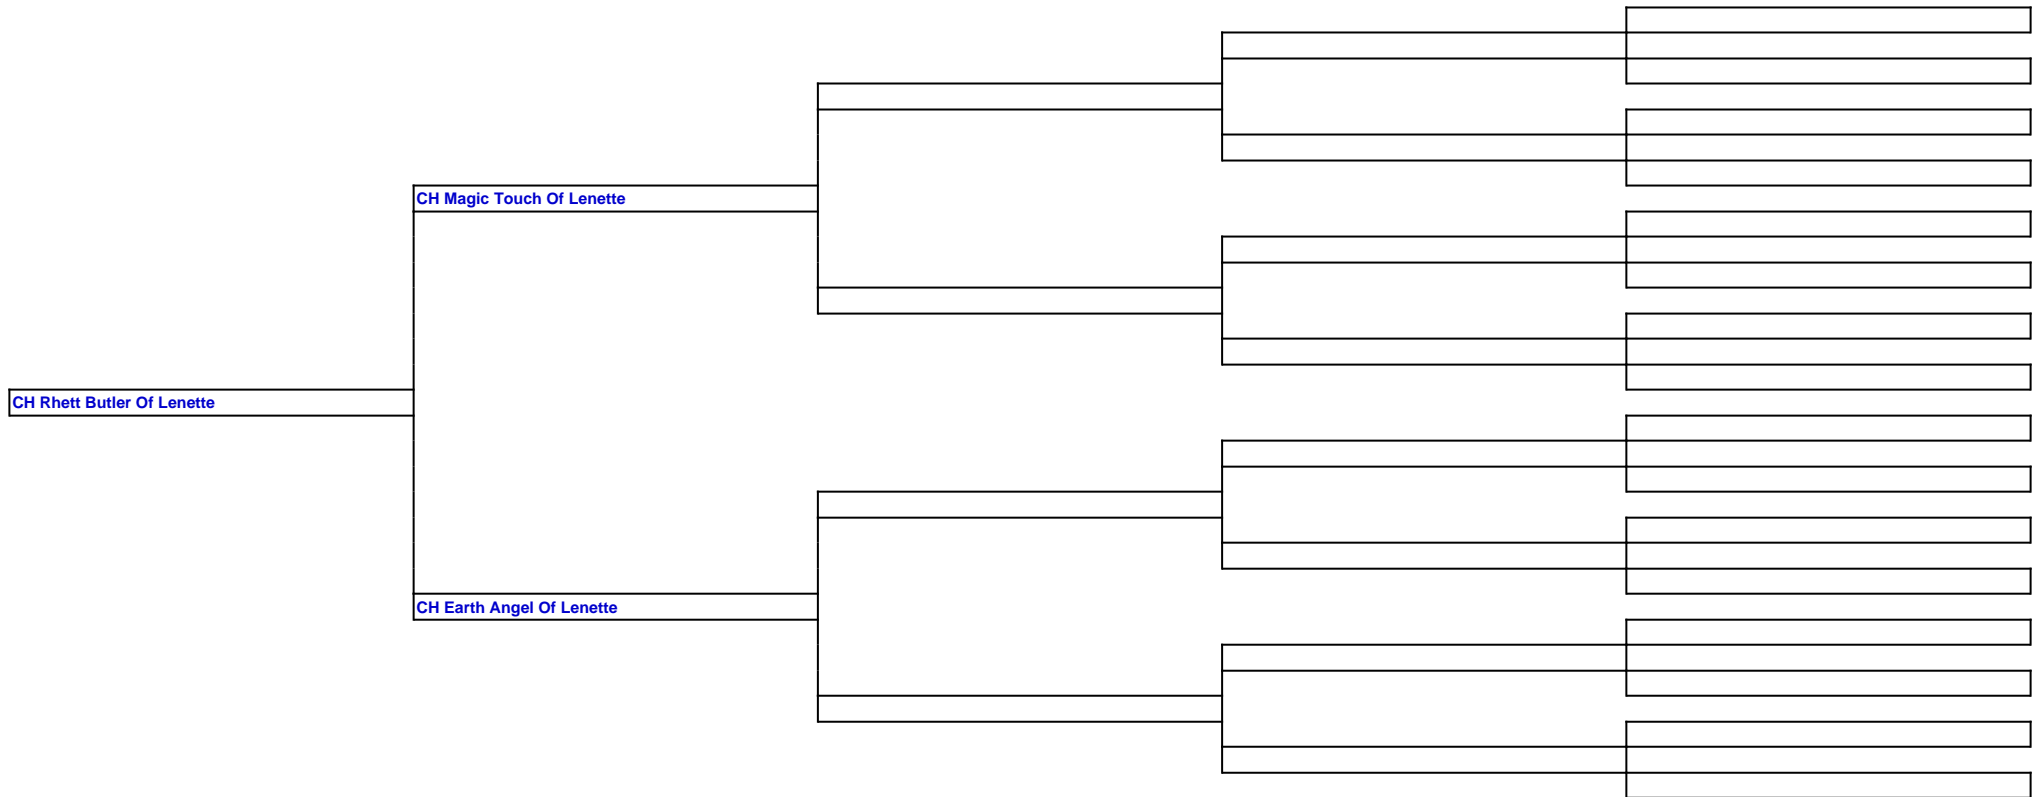 CH Magic Touch Of Lenette
CH Rhett Butler Of Lenette
CH Earth Angel Of Lenette